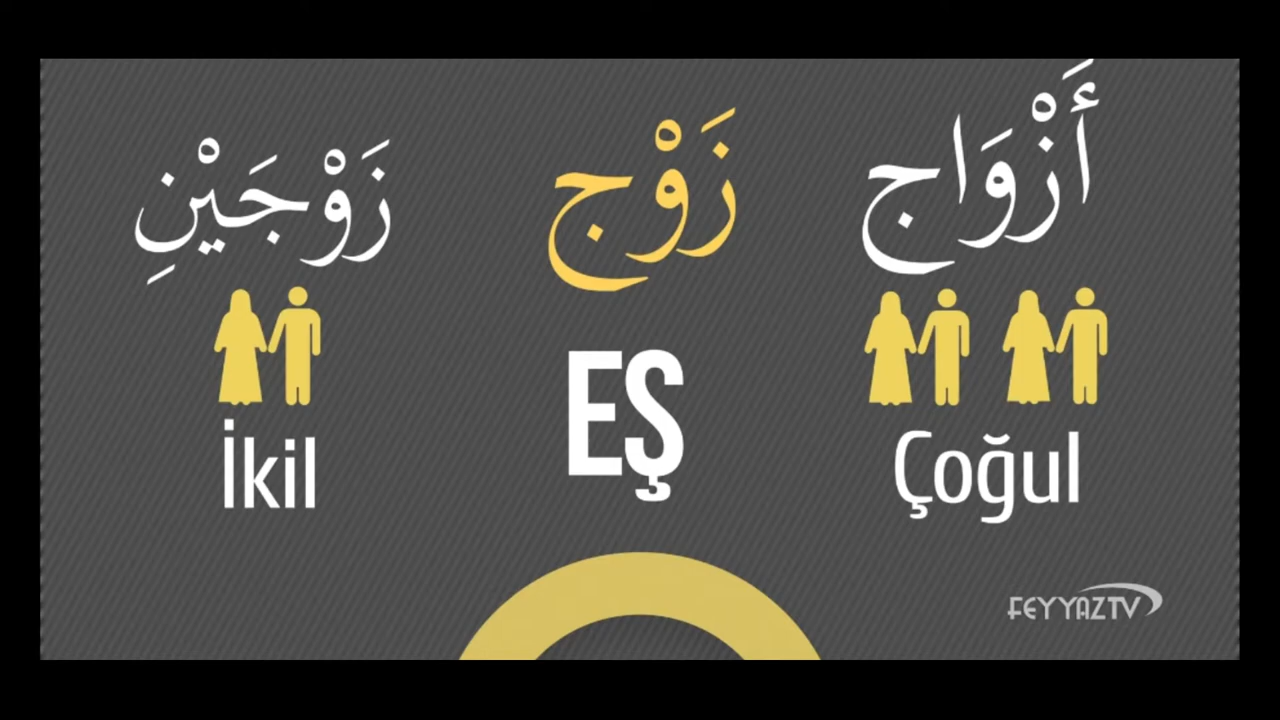 زَوْجَيْنِ
زَوْج
أَزْوَاج
İkil
EŞ
Çoğul
FEYYAZTV